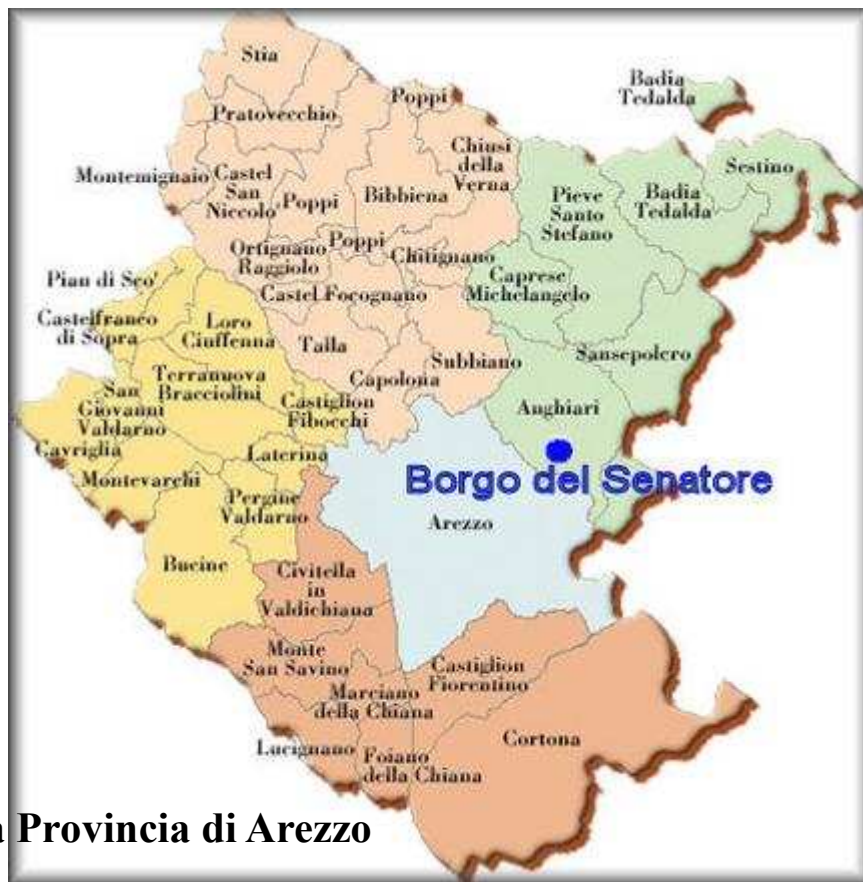 Stia
Badia
Tedalda
Poppi
Pratovecchio
Chiusi
della
Verna
Sestino
Montemignaio
Castel
San
Niccolo'
Poppi
Bibbiena
Pieve
Santo
Stefano
Badia
Tedalda
Ortignano
Raggiolo
Poppi
Chitignano
Pian di Sco'
Caprese
Michelangelo
Castel Focognano
Castelfranco
di Sopra
Loro
Ciuffenna
Talla
Subbiano
Sansepolcro
Terranuova
Bracciolini
Capolona
San
Giovanni
Valdarno
Castiglion
Fibocchi
Anghiari
Cavriglia
Laterina
Montevarchi
Borgo del Senatore
Pergine
Valdarno
Arezzo
Bucine
Civitella
in
Valdichiana
Monte
San Savino
Castiglion
Fiorentino
Marciano
della Chiana
Cortona
Lucignano
Foiano
della Chiana
a Provincia di Arezzo